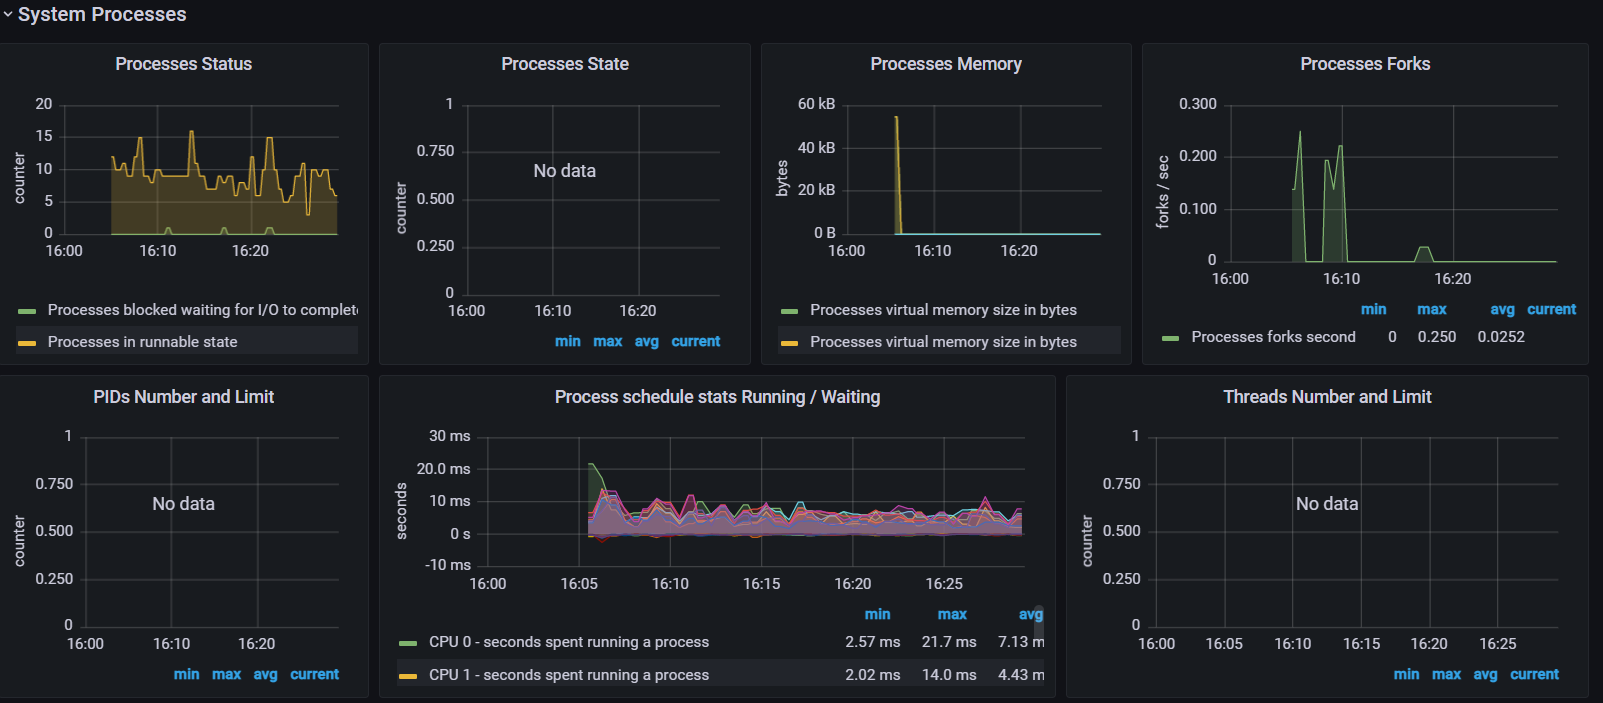 System Processes
Processes Status
20
15
10
5
0
counter
16:00 16:10 16:20
Processes blocked waiting for I/O to complet
Processes in runnable state
Processes State
1
0.750
0.500
0.250
0
counter
No data
16:00 16:10 16:20
min max avg current
Processes Memory
60 kB
40 kB
20 kB
0 B
bytes
16:00 16:10 16:20
Processes virtual memory size in bytes
Processes virtual memory size in bytes
Processes Forks
0.300
0.200
0.100
0
forks / sec
16:00 16:10 16:20
min max avg current
Processes forks second 0 0.250 0.0252
PIDs Number and Limit
1
0.750
0.500
0.250
0
counter
No data
16:00 16:10 16:20
min max avg current
Process schedule stats Running / Waiting
30 ms
20.0 ms
10 ms
0 s
-10 ms
seconds
16:00 16:05 16:10 16:15 16:20 16:25
min max avg
CPU 0 - seconds spent running a process 2.57 ms 21.7 ms 7.13 m
CPU 1 - seconds spent running a process 2.02 ms 14.0 ms 4.43 m
Threads Number and Limit
1
0.750
0.500
0.250
0
counter
No data
16:00 16:05 16:10 16:15 16:20 16:25
min max avg current